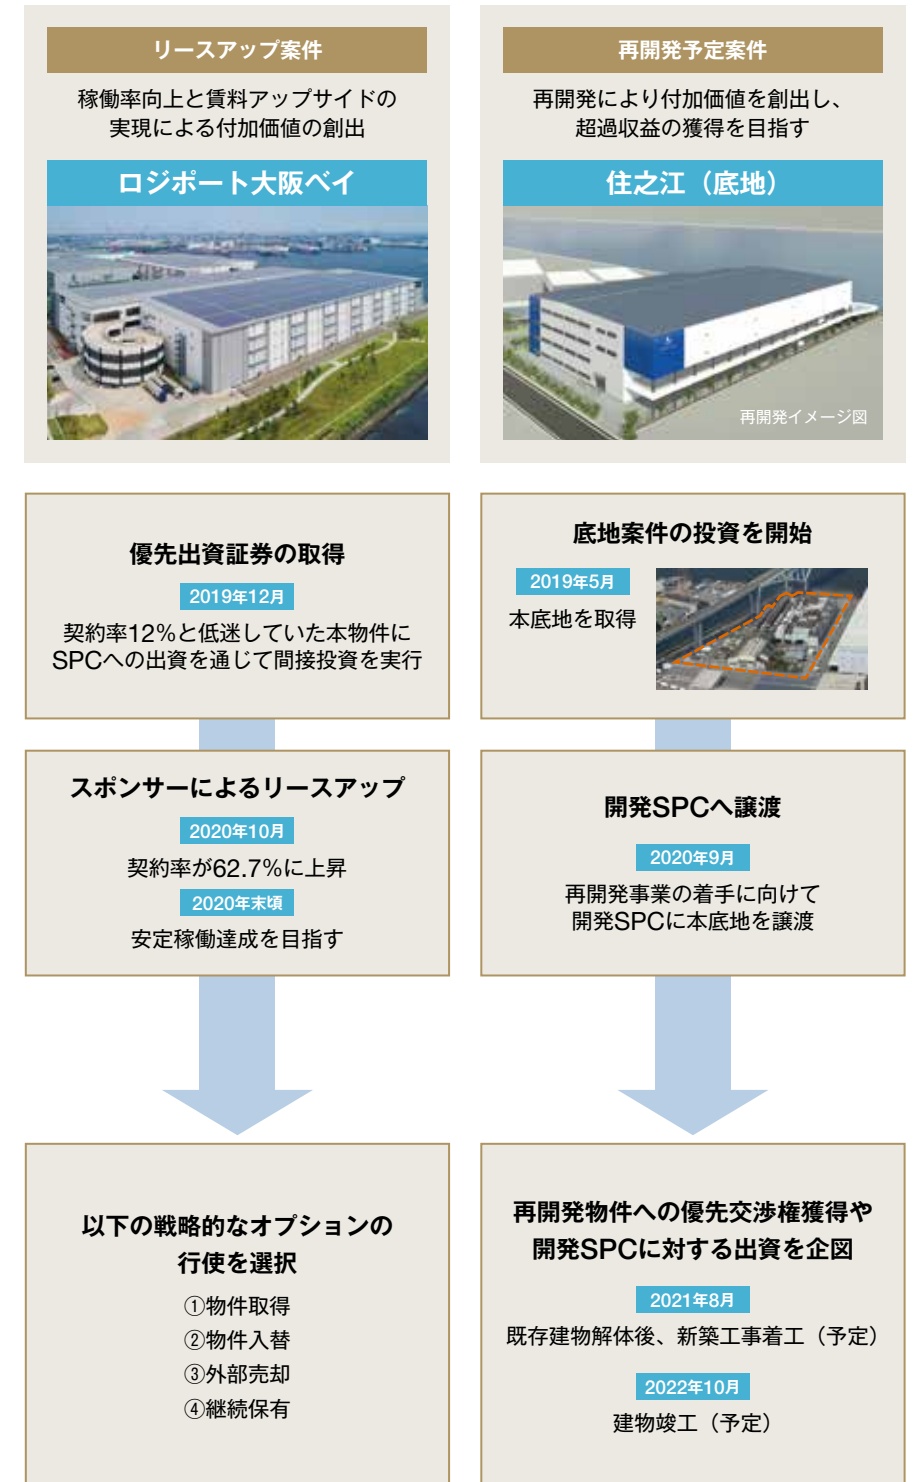 リースアップ案件
稼働率向上と賃料アップサイドの
実現による付加価値の創出
ロジポート大阪ベイ
優先出資証券の取得
2019年12月
契約率12%と低迷していた本物件に
SPCへの出資を通じて間接投資を実行
スポンサーによるリースアップ
2020年10月
契約率が62.7%に上昇
2020年末頃
安定稼働達成を目指す
以下の戦略的なオプションの
行使を選択
①物件取得
②物件入替
③外部売却
④継続保有
再開発予定案件
再開発により付加価値を創出し、
超過収益の獲得を目指す
住之江（底地）
再開発イメージ図
底地案件の投資を開始
2019年5月
本底地を取得
開発SPCへ譲渡
2020年9月
再開発事業の着手に向けて
開発SPCに本底地を譲渡
再開発物件への優先交渉権獲得や
開発SPCに対する出資を企図
2021年8月
既存建物解体後、新築工事着工（予定）
2022年10月
建物竣工（予定）